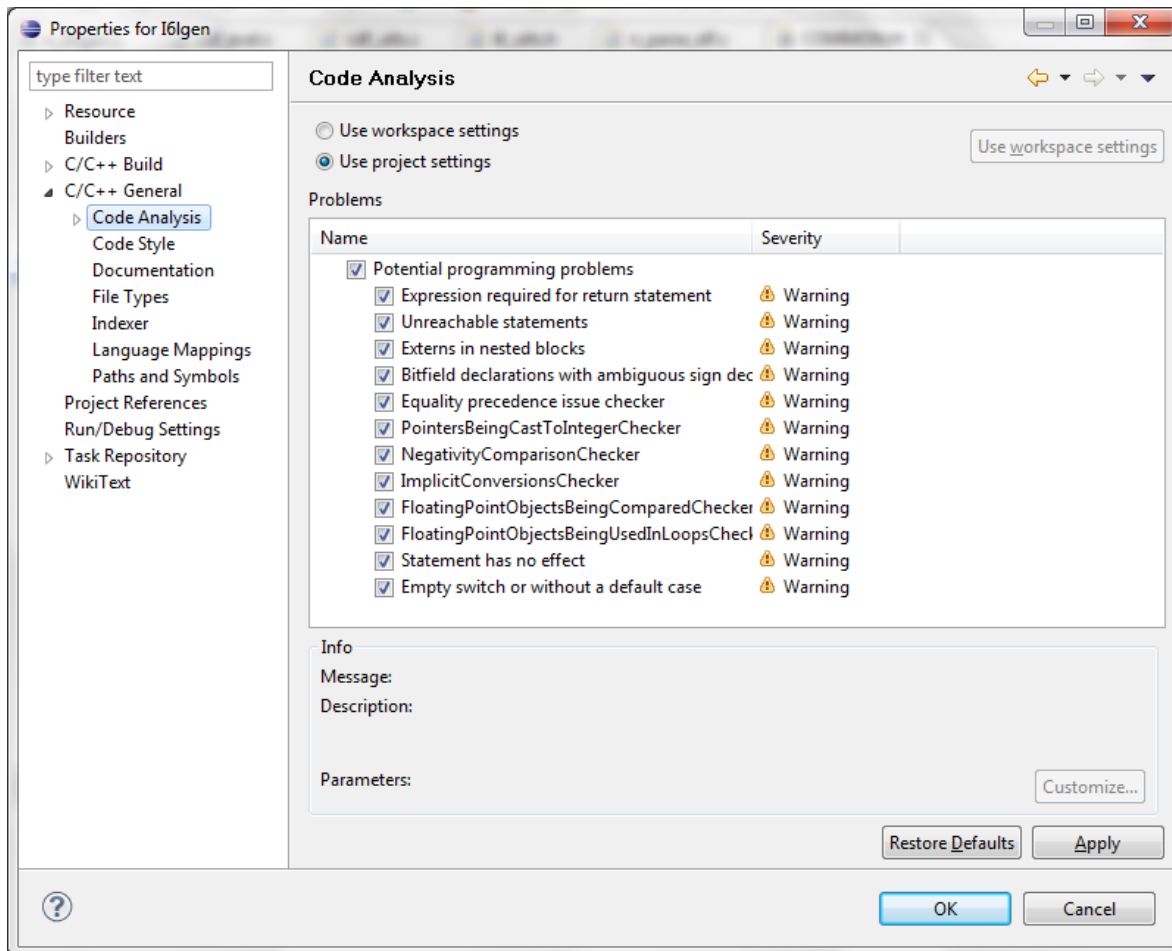 Properties for I6lgen
type filter text
Resource
Builders
C/C++ Build
C/C++ General
Code Analysis
Code Style
Documentation
File Types
Indexer
Language Mappings
Paths and Symbols
Project References
Run/Debug Settings
Task Repository
WikiText
Code Analysis
Use workspace settings
Use project settings
Use workspace settings
Problems
Name Severity
Potential programming problems
Expression required for return statement Warning
Unreachable statements Warning
Externs in nested blocks Warning
Bitfield declarations with ambiguous sign dec Warning
Equality precedence issue checker Warning
PointersBeingCastToIntegerChecker Warning
NegativityComparisonChecker Warning
ImplicitConversionsChecker Warning
FloatingPointObjectsBeingComparedChecker Warning
FloatingPointObjectsBeingUsedInLoopsCheck Warning
Statement has no effect Warning
Empty switch or without a default case Warning
Info
Message:
Description:
Parameters:
Customize...
Restore Defaults Apply
OK Cancel